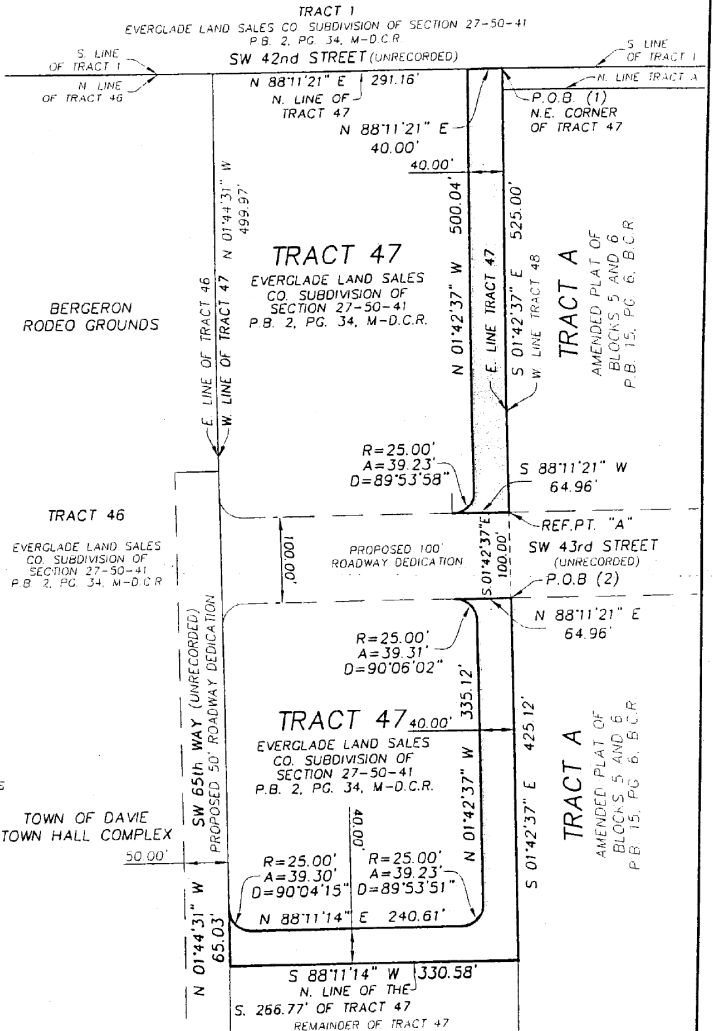 TRACT 1
EVERGLADE LAND SALES CO. SUBDIVISION OF SECTION 27-50-41
P.B. 2, PG. 34, M-D.C.R.
SW 42nd STREET (UNRECORDED)
S. LINE
OF TRACT 1
N. LINE
OF TRACT 46
S. LINE
OF TRACT 1
N. LINE TRACT A
N 88°11'21" E 291.16'
N. LINE OF
TRACT 47
N 88°11'21" E
40.00'
40.00'
P.O.B. (1)
N.E. CORNER
OF TRACT 47
N 01°44'31" W
499.97'
TRACT 47
EVERGLADE LAND SALES
CO. SUBDIVISION OF
SECTION 27-50-41
P.B. 2, PG. 34, M-D.C.R.
N 01°42'37" W 500.04'
E. LINE TRACT 47
S 01°42'37" E 525.00'
W LINE TRACT 48
TRACT A
AMENDED PLAT OF
BLOCKS 5 AND 6
P.B. 15, PG 6, B.C.R.
BERGERON
RODEO GROUNDS
E. LINE OF TRACT 46
W. LINE OF TRACT 47
R=25.00'
A=39.23'
D=89°53'58"
S 88°11'21" W
64.96'
TRACT 46
EVERGLADE LAND SALES
CO. SUBDIVISION OF
SECTION 27-50-41
P.B 2, PG. 34, M-D.C.R
100.00'
PROPOSED 100'
ROADWAY DEDICATION
S.01°42'37"E
100.00'
REF.PT. "A"
SW 43rd STREET
(UNRECORDED)
P.O.B (2)
N 88°11'21" E
64.96'
R=25.00'
A=39.31'
D=90°06'02"
SW 65th WAY (UNRECORDED)
PROPOSED 50' ROADWAY DEDICATION
TRACT 47
40.00'
EVERGLADE LAND SALES
CO. SUBDIVISION OF
SECTION 27-50-41
P.B. 2, PG. 34, M-D.C.R.
N 01°42'37" W 335.12'
S 01°42'37" E 425.12'
TRACT A
AMENDED PLAT OF
BLOCKS 5 AND 6
P.B. 15, PG 6, B.C.R
TOWN OF DAVIE
TOWN HALL COMPLEX
50.00'
40.00'
R=25.00'
A=39.30'
D=90°04'15"
R=25.00'
A=39.23'
D=89°53'51"
N 88°11'14" E 240.61'
N 01°44'31" W
65.03'
S 88°11'14" W 330.58'
N. LINE OF THE
S. 266.77' OF TRACT 47
REMAINDER OF TRACT 47